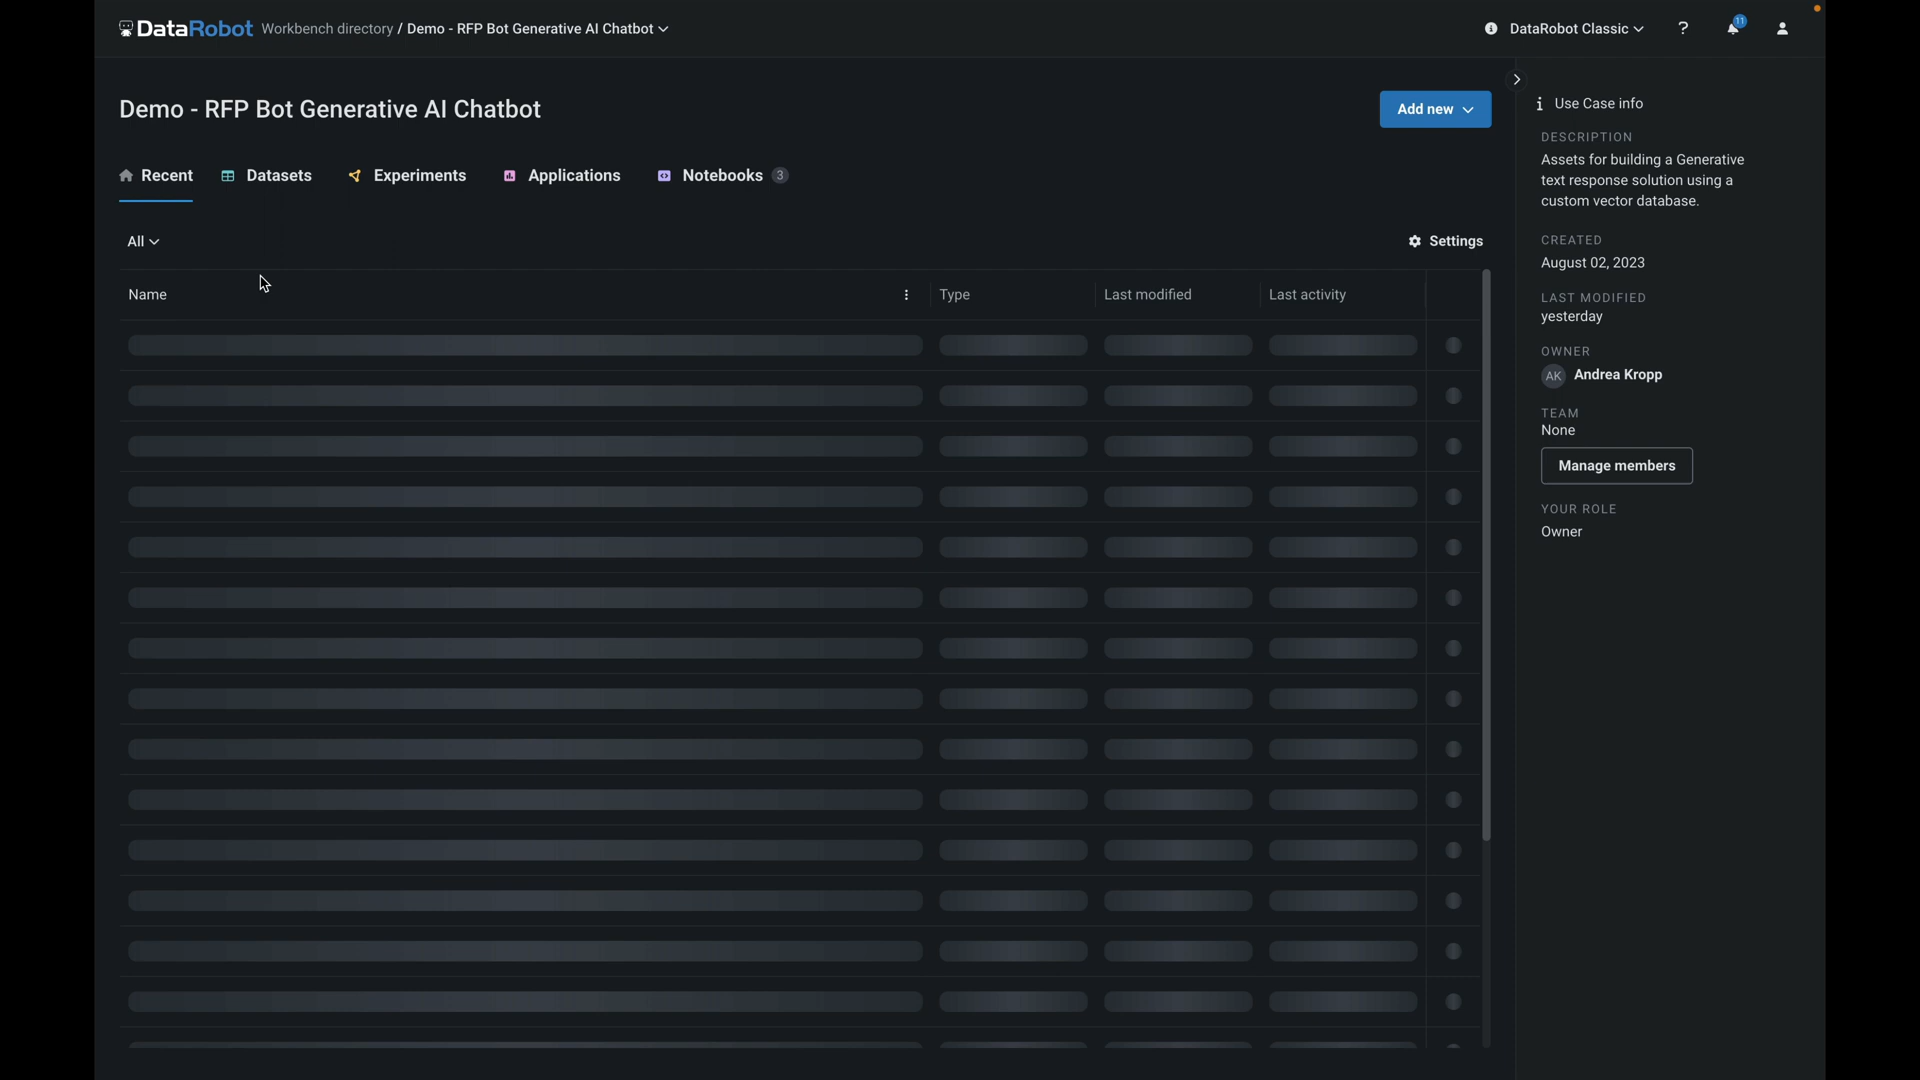 DataRobot Workbench directory / Demo - RFP Bot Generative AI Chatbot
DataRobot Classic ? 11
Demo - RFP Bot Generative AI Chatbot
Add new
Recent Datasets Experiments Applications Notebooks 3
All
Settings
Name Type Last modified Last activity
Use Case info
DESCRIPTION
Assets for building a Generative
text response solution using a
custom vector database.
CREATED
August 02, 2023
LAST MODIFIED
yesterday
OWNER
AK Andrea Kropp
TEAM
None
Manage members
YOUR ROLE
Owner